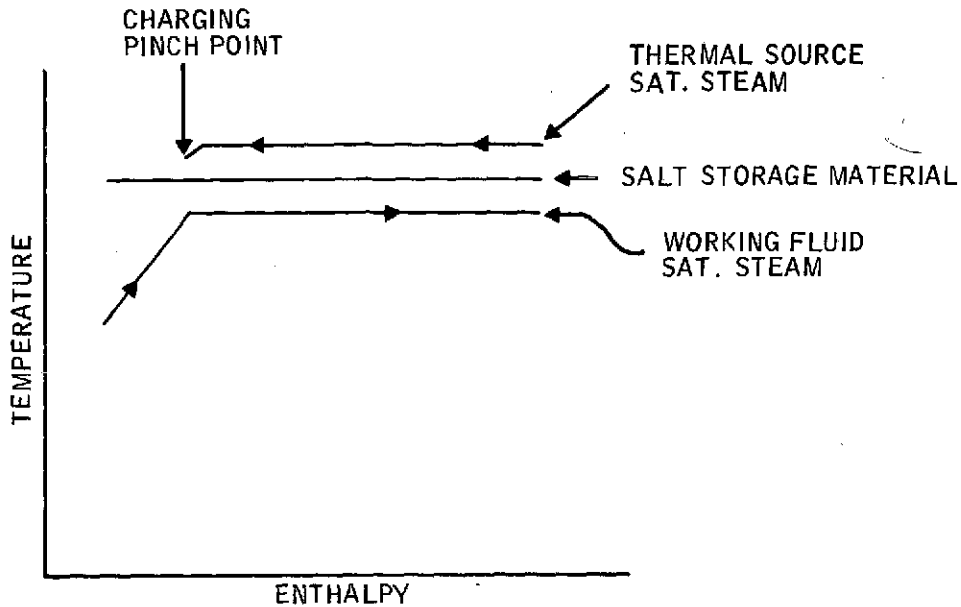 CHARGING
PINCH POINT
THERMAL SOURCE
SAT. STEAM
SALT STORAGE MATERIAL
WORKING FLUID
SAT. STEAM
TEMPERATURE
ENTHALPY